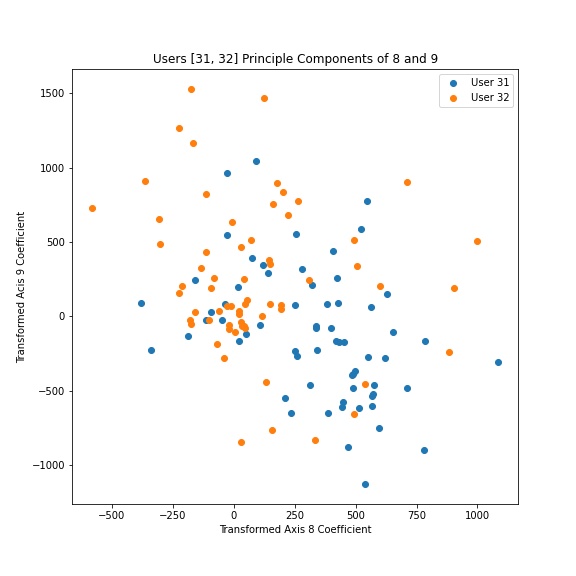 Users [31, 32] Principle Components of 8 and 9
User 31
User 32
Transformed Acis 9 Coefficient
1500
1000
500
0
−500
−1000
−500
−250
0
250
500
750
1000
Transformed Axis 8 Coefficient